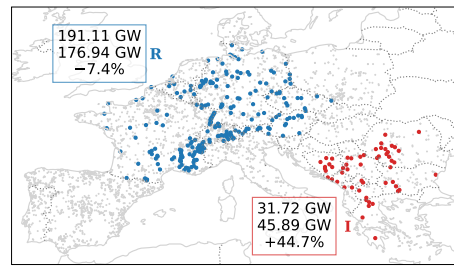 191.11 GW
176.94 GW
−7.4%
R
31.72 GW
45.89 GW
+44.7%
I